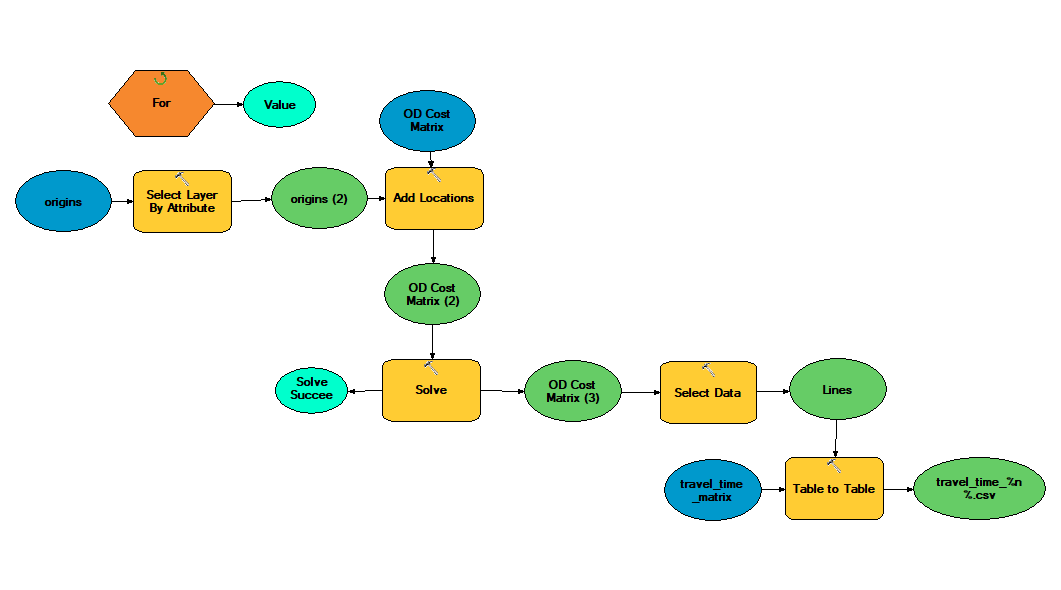 For
Value
OD Cost
Matrix
origins
Select Layer
By Attribute
origins (2)
Add Locations
OD Cost
Matrix (2)
Solve
Succee
Solve
OD Cost
Matrix (3)
Select Data
Lines
travel_time
_matrix
Table to Table
travel_time_%n
%.csv